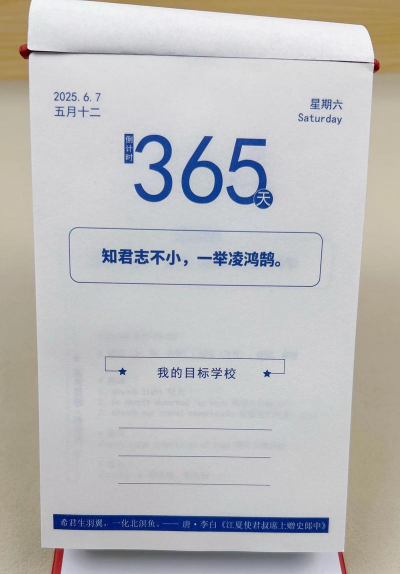 2025.6.7
五月十二
星期六
Saturday
倒计时
365
天
知君志不小，一举凌鸿鹄。
我的目标学校
希君生羽翼，一化北溟鱼。—— 唐·李白《江夏使君叔席上赠史郎中》